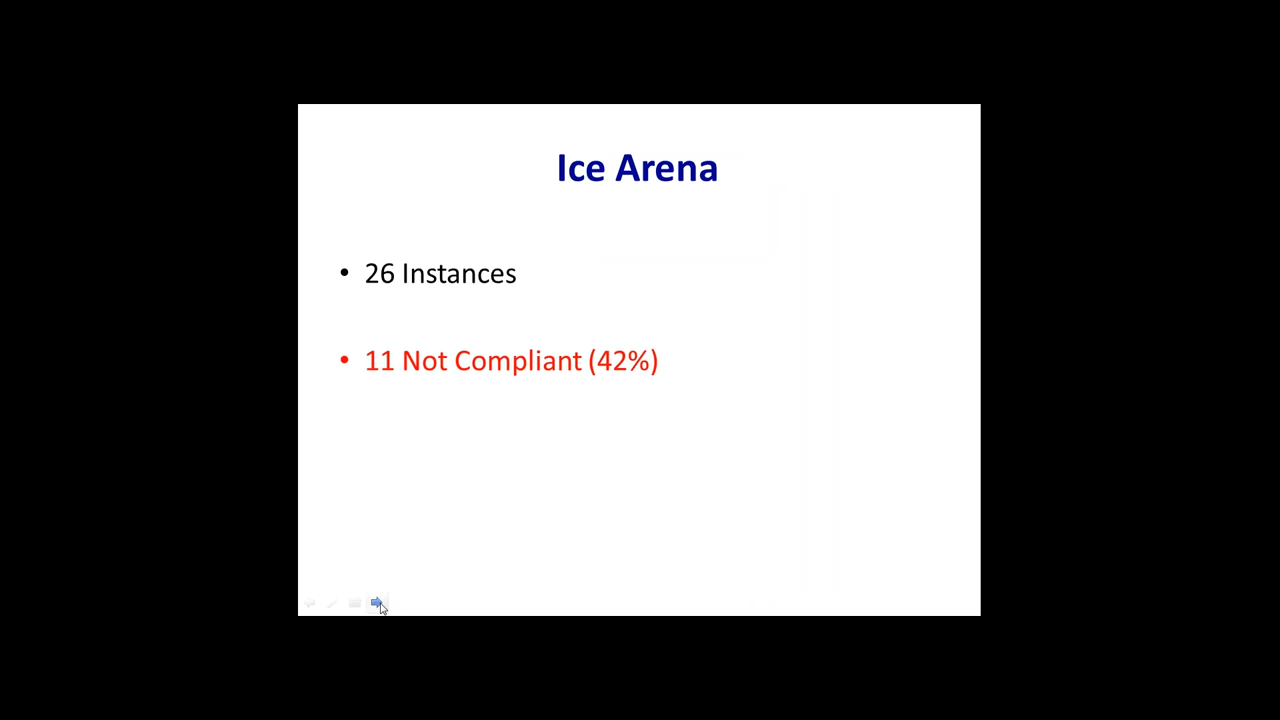 Ice Arena
• 26 Instances
• 11 Not Compliant (42%)